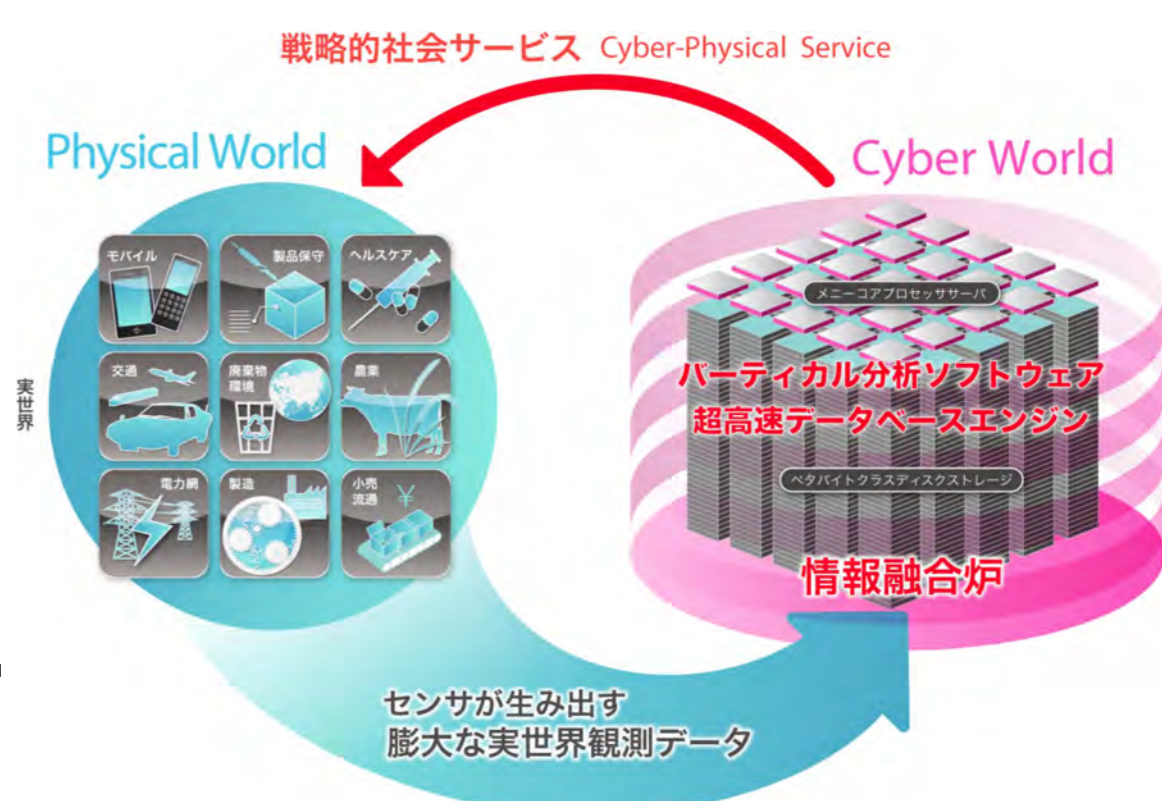 戦略的社会サービス Cyber-Physical Service
Physical World
Cyber World
モバイル
製品保守
ヘルスケア
交通
廃棄物
環境
農業
電力網
製造
小売
流通
¥
実世界
メニーコアプロセッササーバ
バーティカル分析ソフトウェア
超高速データベースエンジン
ペタバイトクラスディスクストレージ
情報融合炉
センサが生み出す
膨大な実世界観測データ